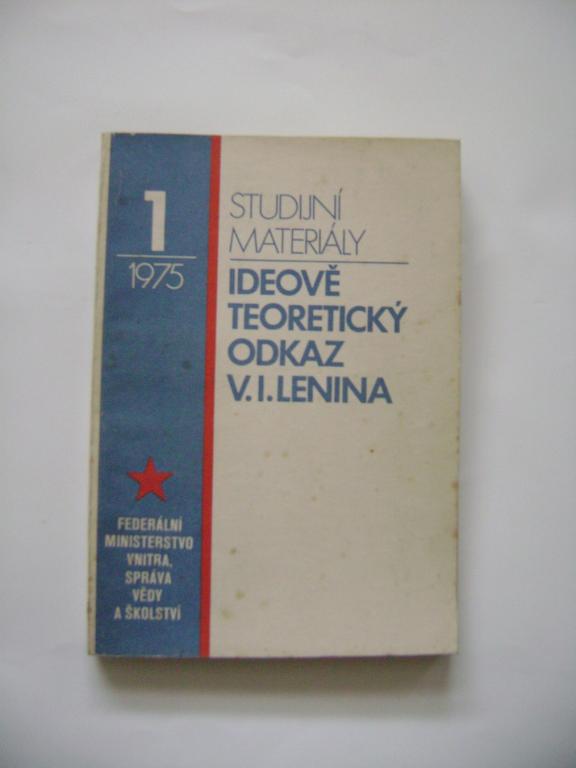 1
1975
STUDIJNÍ
MATERIÁLY
IDEOVĚ
TEORETICKÝ
ODKAZ
V. I. LENINA
FEDERÁLNÍ
MINISTERSTVO
VNITRA,
SPRÁVA
VĚDY
A ŠKOLSTVÍ